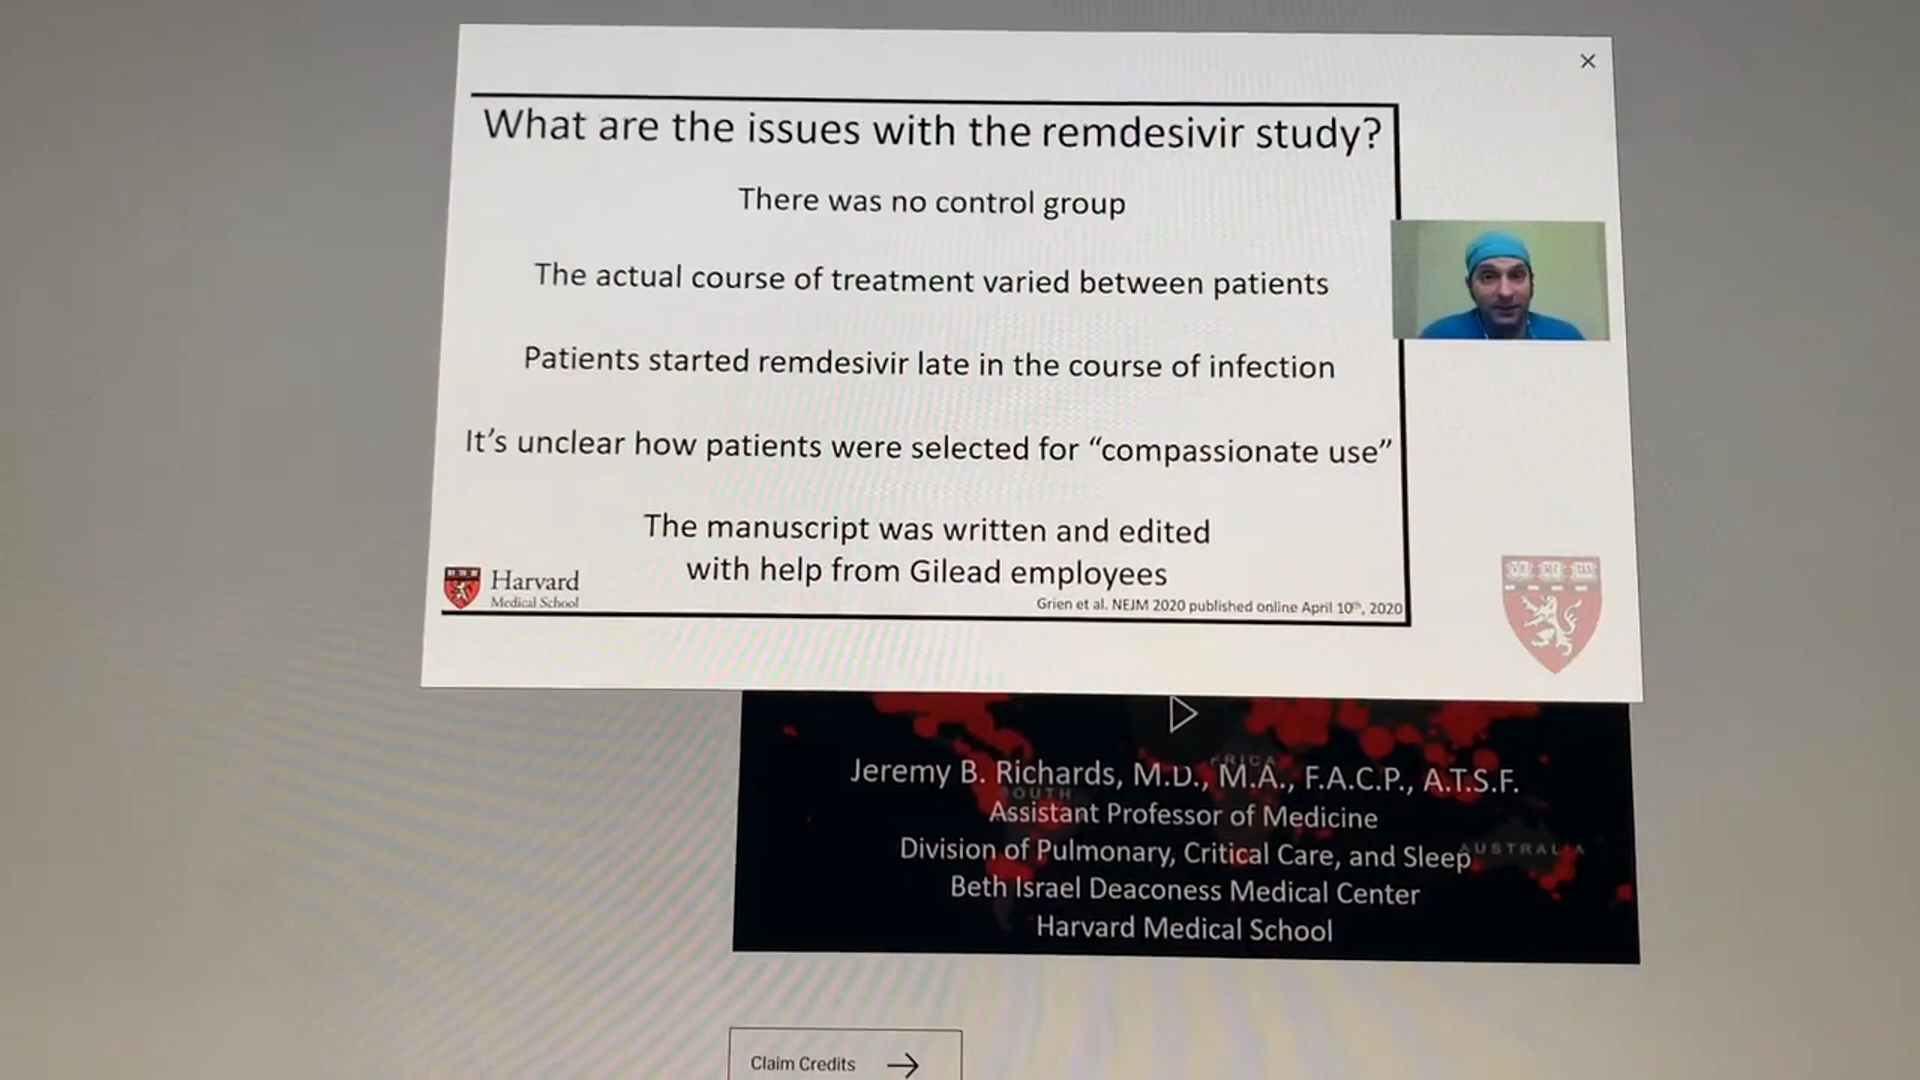 What are the issues with the remdesivir study?
There was no control group
The actual course of treatment varied between patients
Patients started remdesivir late in the course of infection
It's unclear how patients were selected for “compassionate use”
The manuscript was written and edited
with help from Gilead employees
Harvard
Medical School
Grien et al. NEJM 2020 published online April 10th, 2020
Jeremy B. Richards, M.D., M.A., F.A.C.P., A.T.S.F.
SOUTH
Assistant Professor of Medicine
Division of Pulmonary, Critical Care, and Sleep
AUSTRALIA
Beth Israel Deaconess Medical Center
Harvard Medical School
Claim Credits